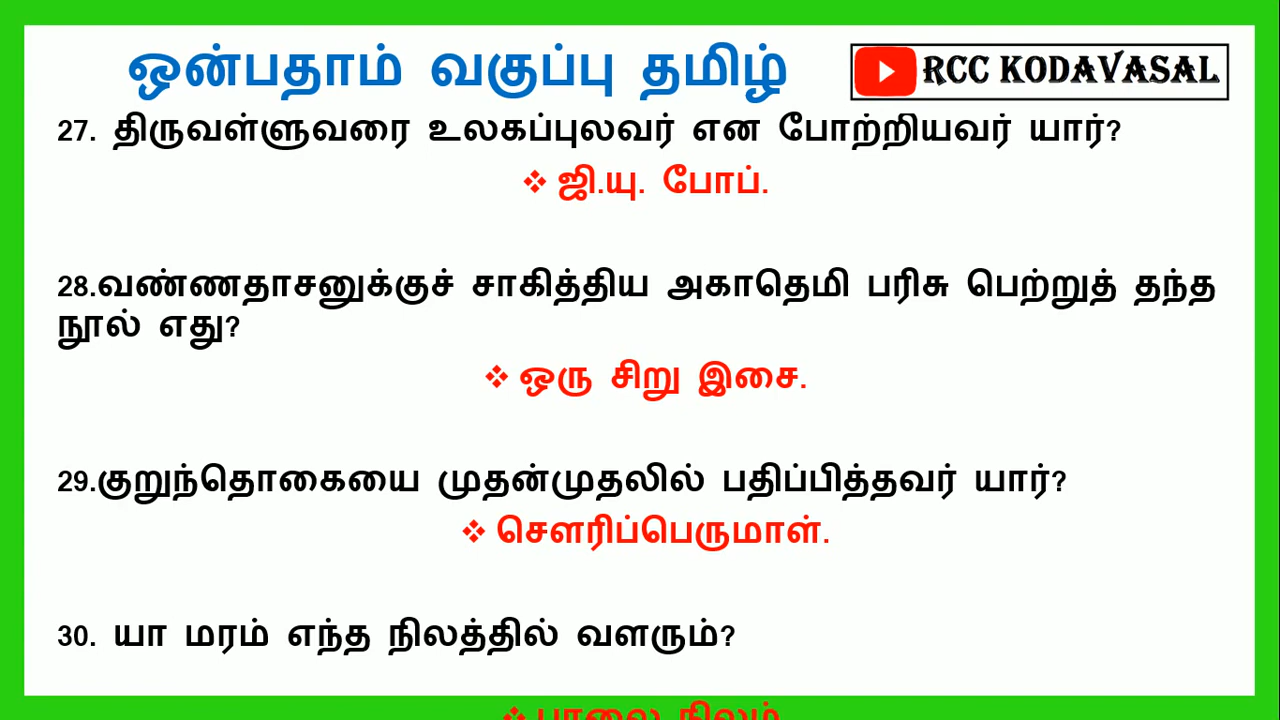 ஒன்பதாம் வகுப்பு தமிழ்
RCC KODAVASAL
27. திருவள்ளுவரை உலகப்புலவர் என போற்றியவர் யார்?
❖ ஜி.யு. போப்.
28.வண்ணதாசனுக்குச் சாகித்திய அகாதெமி பரிசு பெற்றுத் தந்த
நூல் எது?
❖ ஒரு சிறு இசை.
29.குறுந்தொகையை முதன்முதலில் பதிப்பித்தவர் யார்?
❖ சௌரிப்பெருமாள்.
30. யா மரம் எந்த நிலத்தில் வளரும்?
❖ பாலை நிலம்